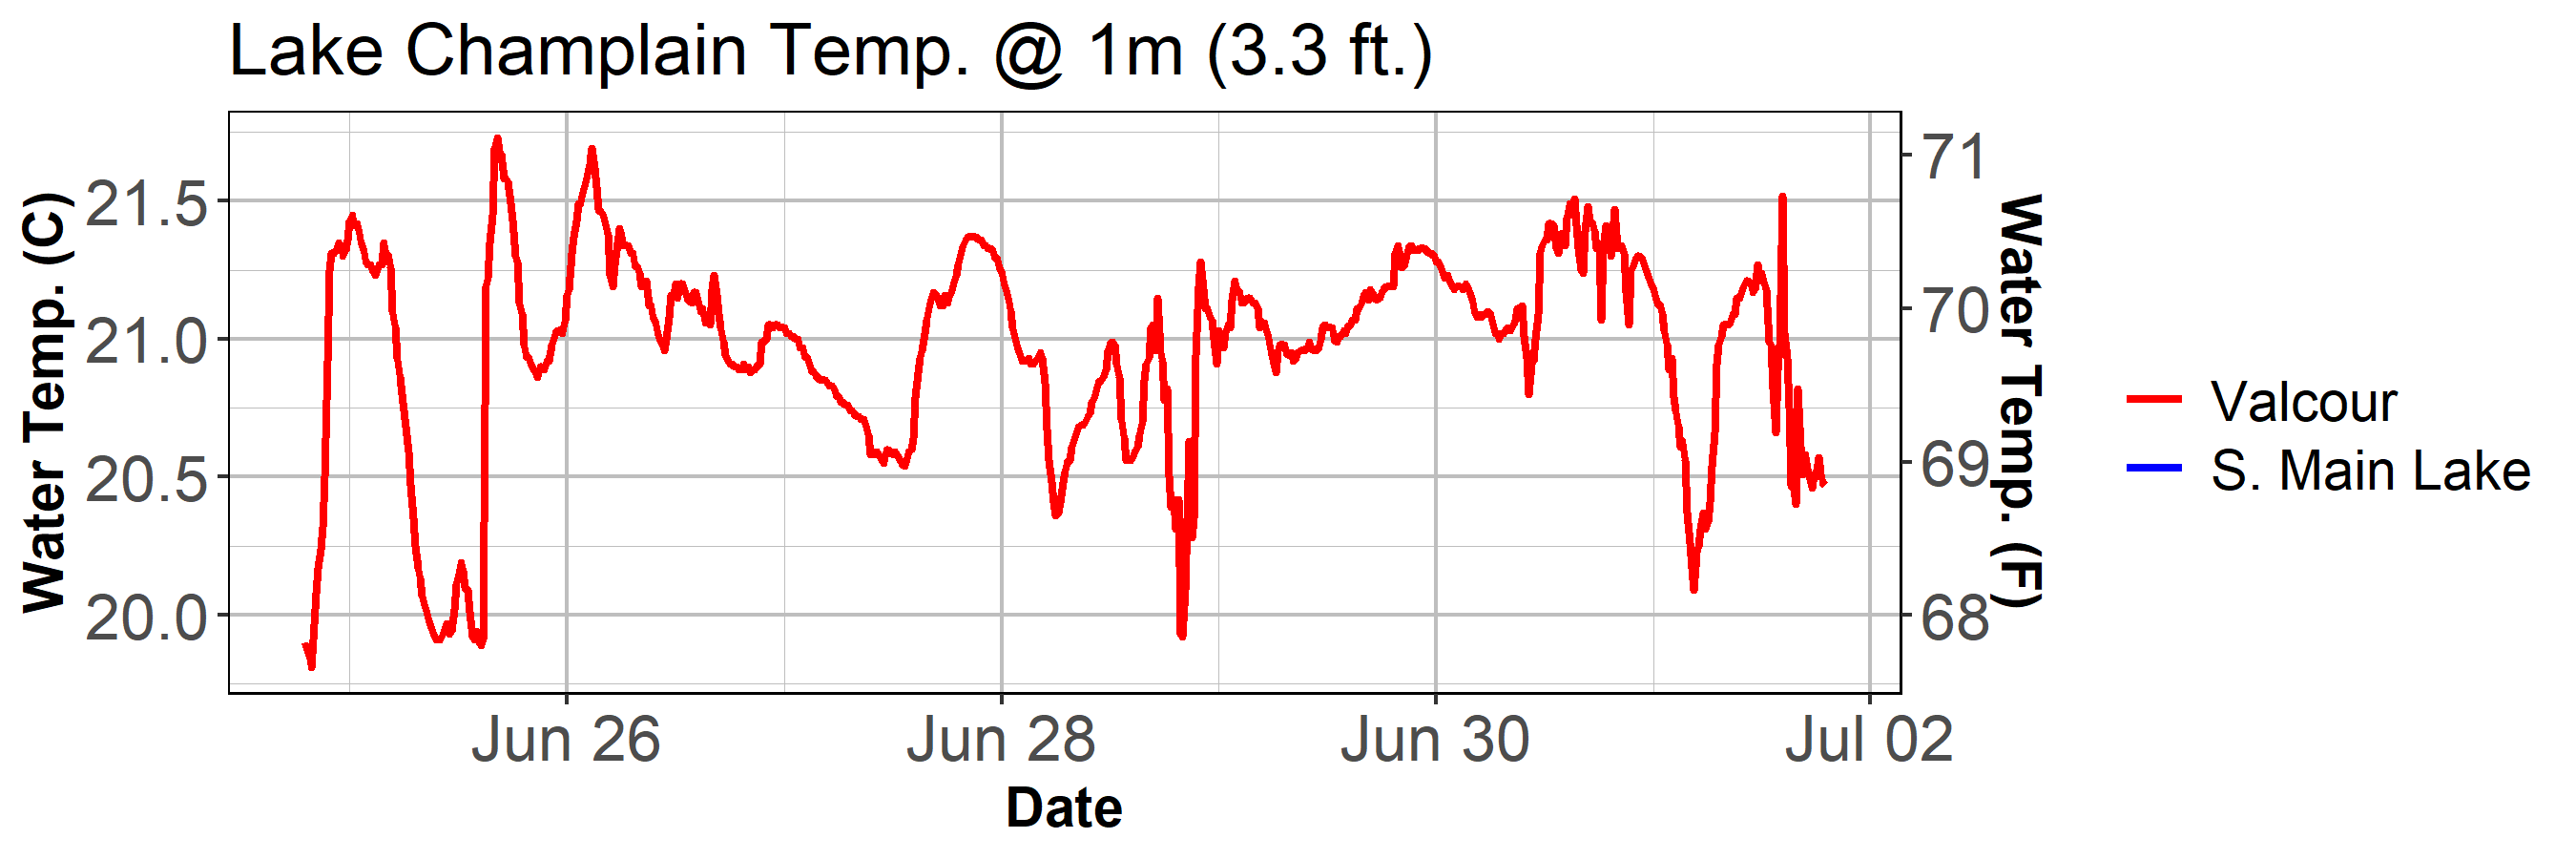 Lake Champlain Temp. @ 1m (3.3 ft.)
Water Temp. (C)
21.5
21.0
20.5
20.0
71
70
69
68
Water Temp. (F)
Jun 26
Jun 28
Jun 30
Jul 02
Date
Valcour
S. Main Lake